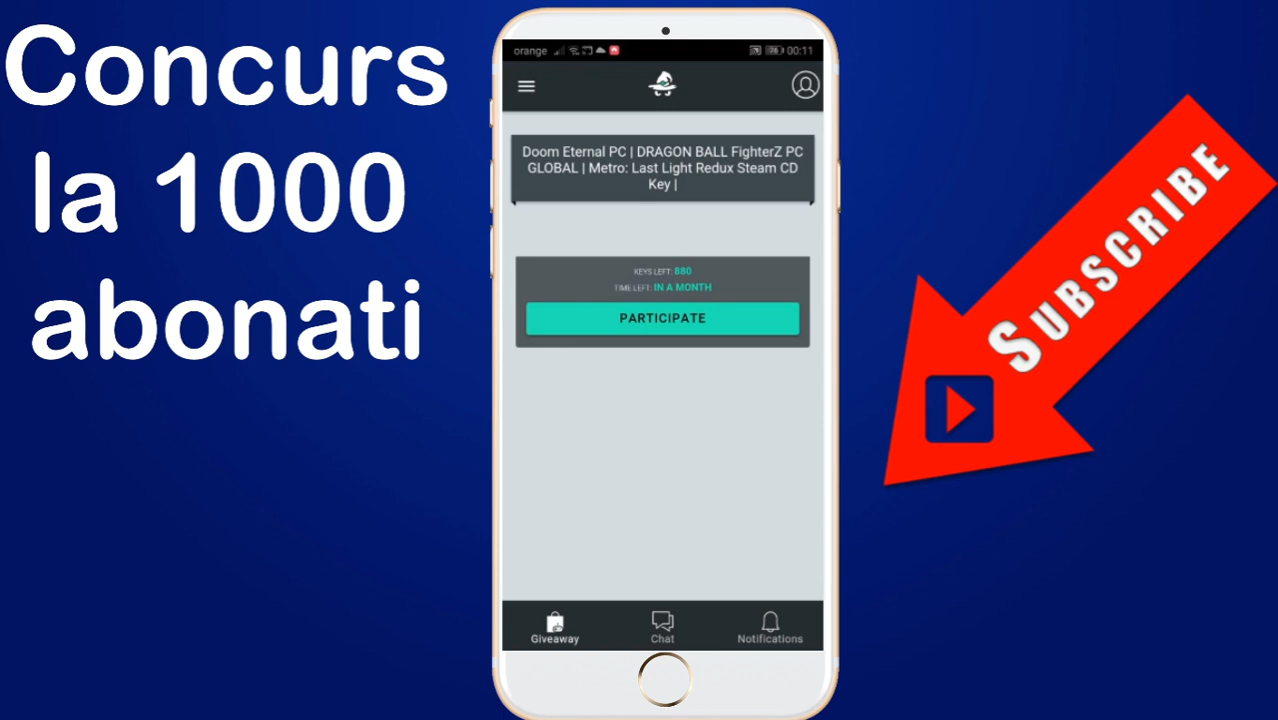 Concurs
la 1000
abonati
orange
00:11
Doom Eternal PC | DRAGON BALL FighterZ PC
GLOBAL | Metro: Last Light Redux Steam CD
Key |
KEYS LEFT: 880
TIME LEFT: IN A MONTH
PARTICIPATE
Giveaway
Chat
Notifications
SUBSCRIBE